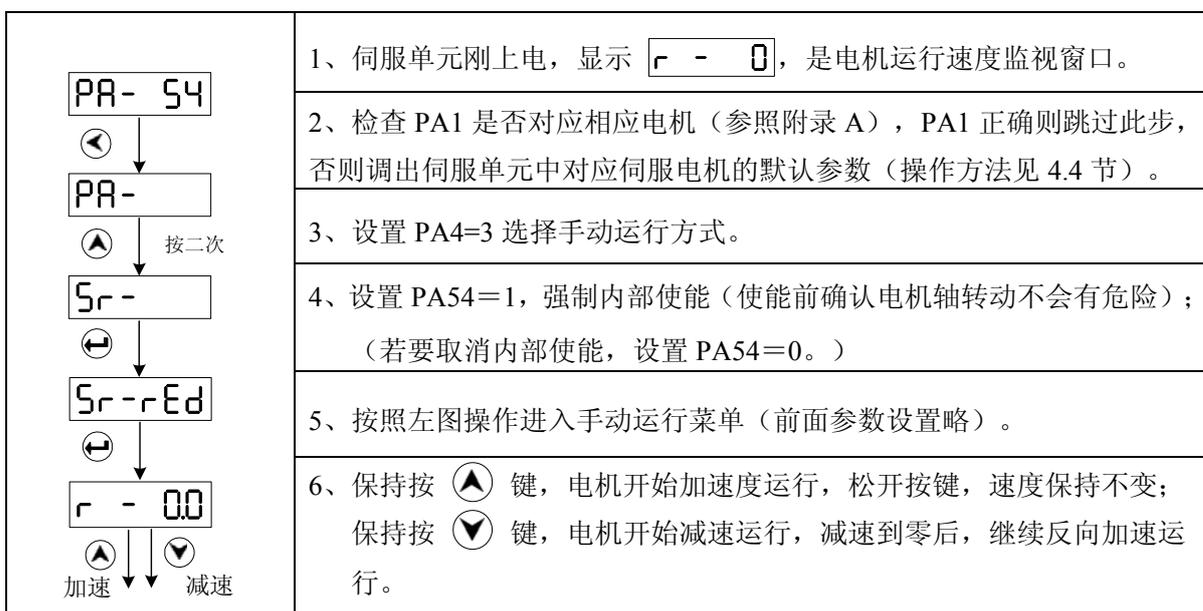 PA- 54
PA-
按二次
Sr-
Sr-rEd
r - 0.0
加速 减速
1、伺服单元刚上电，显示 r - 0，是电机运行速度监视窗口。
2、检查 PA1 是否对应相应电机（参照附录 A），PA1 正确则跳过此步，
否则调出伺服单元中对应伺服电机的默认参数（操作方法见 4.4 节）。
3、设置 PA4=3 选择手动运行方式。
4、设置 PA54＝1，强制内部使能（使能前确认电机轴转动不会有危险）；
（若要取消内部使能，设置 PA54＝0。）
5、按照左图操作进入手动运行菜单（前面参数设置略）。
6、保持按 键，电机开始加速度运行，松开按键，速度保持不变；
保持按 键，电机开始减速运行，减速到零后，继续反向加速运
行。